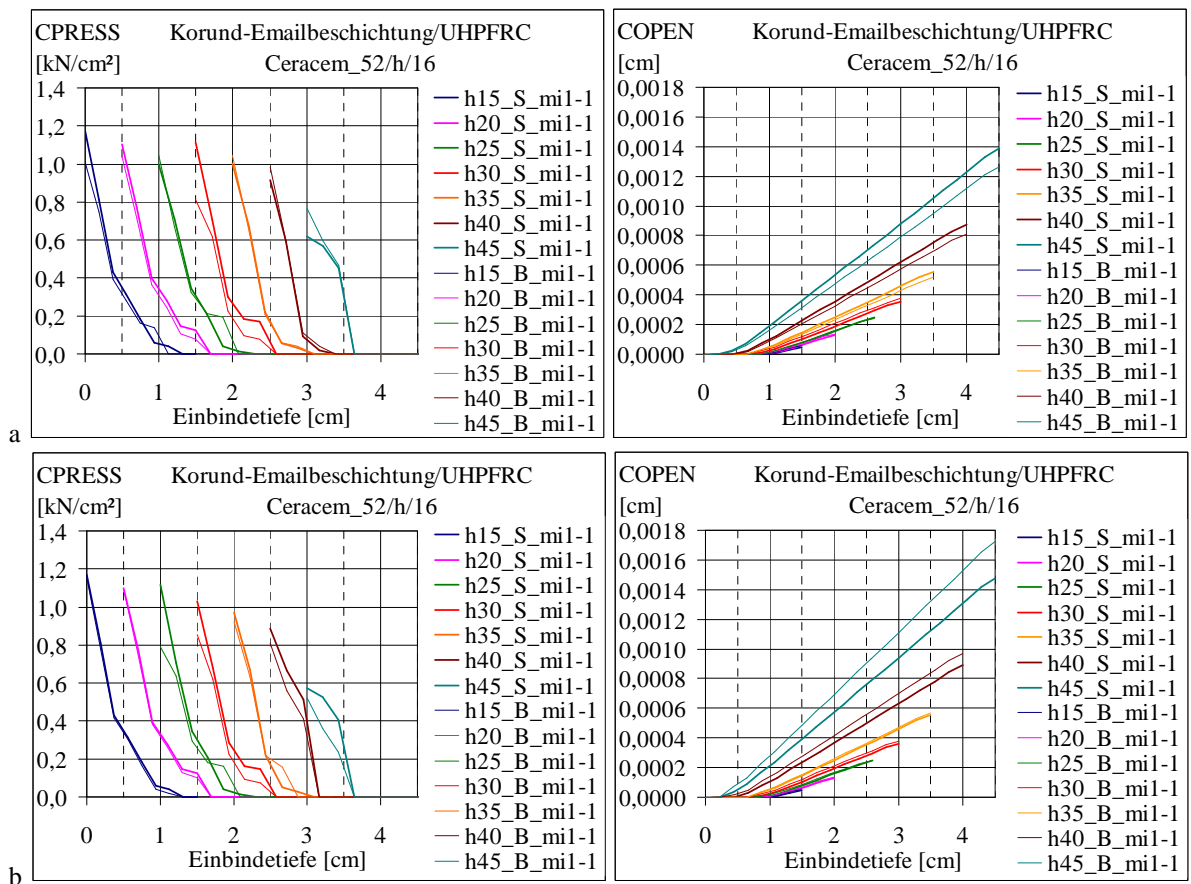 CPRESS Korund-Emailbeschichtung/UHPFRC
[kN/cm²] Ceracem_52/h/16
1,4
1,2
1,0
0,8
0,6
0,4
0,2
0,0
0 1 2 3 4
Einbindetiefe [cm]
h15_S_mi1-1
h20_S_mi1-1
h25_S_mi1-1
h30_S_mi1-1
h35_S_mi1-1
h40_S_mi1-1
h45_S_mi1-1
h15_B_mi1-1
h20_B_mi1-1
h25_B_mi1-1
h30_B_mi1-1
h35_B_mi1-1
h40_B_mi1-1
h45_B_mi1-1
COPEN Korund-Emailbeschichtung/UHPFRC
[cm] Ceracem_52/h/16
0,0018
0,0016
0,0014
0,0012
0,0010
0,0008
0,0006
0,0004
0,0002
0,0000
0 1 2 3 4
Einbindetiefe [cm]
h15_S_mi1-1
h20_S_mi1-1
h25_S_mi1-1
h30_S_mi1-1
h35_S_mi1-1
h40_S_mi1-1
h45_S_mi1-1
h15_B_mi1-1
h20_B_mi1-1
h25_B_mi1-1
h30_B_mi1-1
h35_B_mi1-1
h40_B_mi1-1
h45_B_mi1-1
a
CPRESS Korund-Emailbeschichtung/UHPFRC
[kN/cm²] Ceracem_52/h/16
1,4
1,2
1,0
0,8
0,6
0,4
0,2
0,0
0 1 2 3 4
Einbindetiefe [cm]
h15_S_mi1-1
h20_S_mi1-1
h25_S_mi1-1
h30_S_mi1-1
h35_S_mi1-1
h40_S_mi1-1
h45_S_mi1-1
h15_B_mi1-1
h20_B_mi1-1
h25_B_mi1-1
h30_B_mi1-1
h35_B_mi1-1
h40_B_mi1-1
h45_B_mi1-1
COPEN Korund-Emailbeschichtung/UHPFRC
[cm] Ceracem_52/h/16
0,0018
0,0016
0,0014
0,0012
0,0010
0,0008
0,0006
0,0004
0,0002
0,0000
0 1 2 3 4
Einbindetiefe [cm]
h15_S_mi1-1
h20_S_mi1-1
h25_S_mi1-1
h30_S_mi1-1
h35_S_mi1-1
h40_S_mi1-1
h45_S_mi1-1
h15_B_mi1-1
h20_B_mi1-1
h25_B_mi1-1
h30_B_mi1-1
h35_B_mi1-1
h40_B_mi1-1
h45_B_mi1-1
b